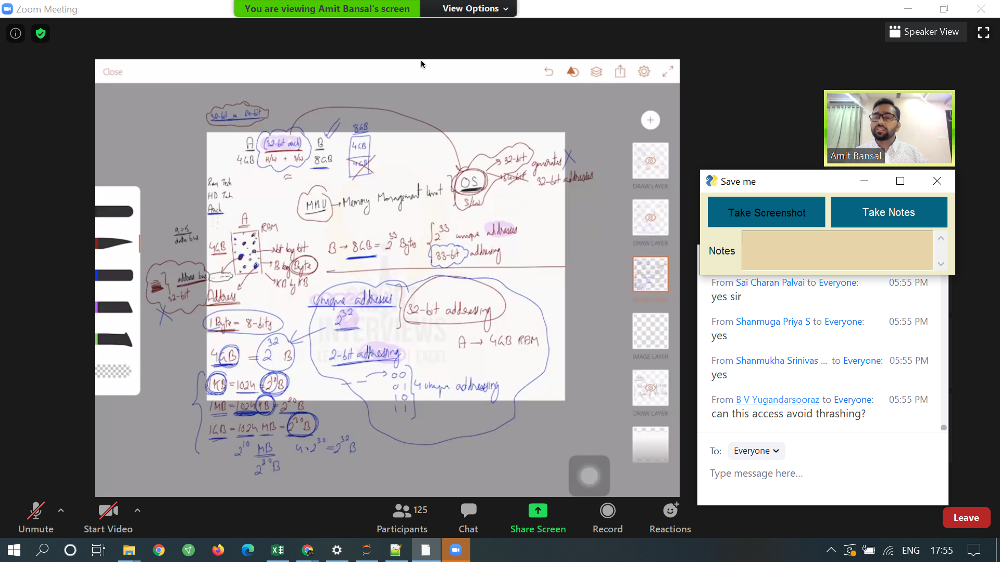 Zoom Meeting
You are viewing Amit Bansal's screen
View Options
Speaker View
Close
32-bit 64-bit
A (32-bit arch) B 8GB
4GB H/W + S/W 8GB
4GB
4GB
OS
S/W
32-bit
64-bit
generates X
32-bit addresses
Ram Tech
HD Tech
Arch
MMU → Memory Management Unit
A
RAM
4GB
a=5
data bus
bit by bit
B by Byte
KB by KB
B → 8GB = 2^33 Bytes
2^33 unique addresses
33-bit addressing
address bus
32-bit
X
Address
1 Byte = 8-bits
4GB = 2^32 B
Unique addresses
2^32
32-bit addressing
A → 4GB RAM
2-bit addressing
INTERVIEWS
EXCEL
00
01
10
11
4 unique addressing
1KB = 1024 = 2^10 B
1MB = 1024 KB = 2^20 B
1GB = 1024 MB = 2^30 B
2^10 MB
2^20 B
4 * 2^30 = 2^32 B
DRAW LAYER
DRAW LAYER
IMAGE LAYER
DRAW LAYER
Amit Bansal
Save me
Take Screenshot
Take Notes
Notes
From Sai Charan Palvai to Everyone: 05:55 PM
yes sir
From Shanmuga Priya S to Everyone: 05:55 PM
yes
From Shanmukha Srinivas ... to Everyone: 05:55 PM
yes
From B V Yugandarsooraz to Everyone: 05:55 PM
can this access avoid thrashing?
To: Everyone
Type message here...
Unmute
Start Video
125
Participants
Chat
Share Screen
Record
Reactions
Leave
ENG
17:55